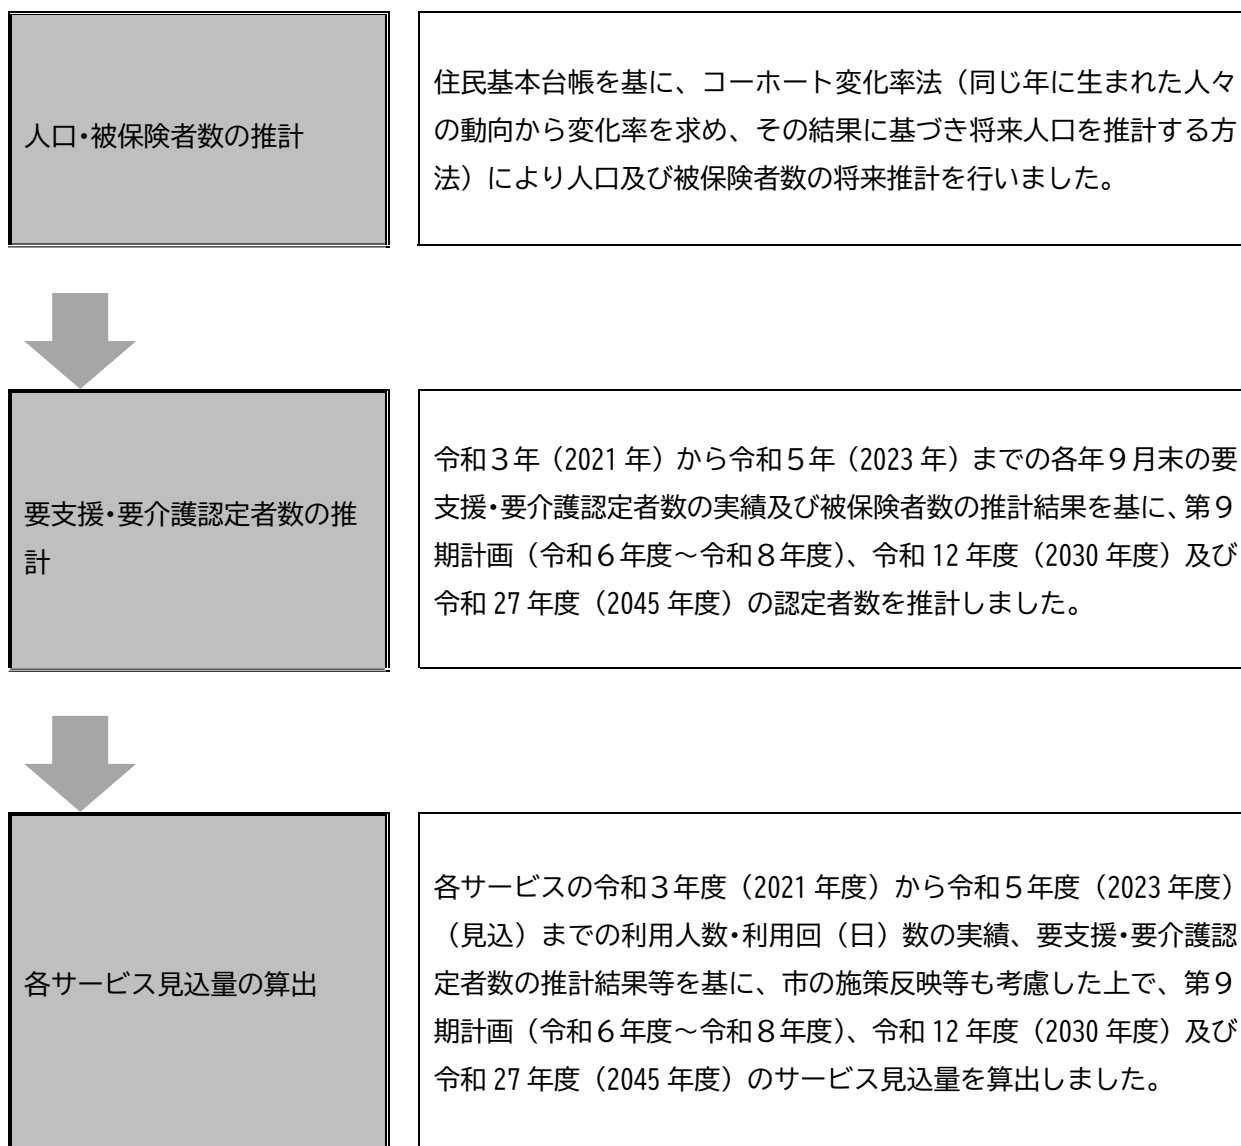 人口・被保険者数の推計
住民基本台帳を基に、コーホート変化率法（同じ年に生まれた人々
の動向から変化率を求め、その結果に基づき将来人口を推計する方
法）により人口及び被保険者数の将来推計を行いました。
要支援・要介護認定者数の推
計
令和３年（2021 年）から令和５年（2023 年）までの各年９月末の要
支援・要介護認定者数の実績及び被保険者数の推計結果を基に、第９
期計画（令和６年度～令和８年度）、令和 12 年度（2030 年度）及び
令和 27 年度（2045 年度）の認定者数を推計しました。
各サービス見込量の算出
各サービスの令和３年度（2021 年度）から令和５年度（2023 年度）
（見込）までの利用人数・利用回（日）数の実績、要支援・要介護認
定者数の推計結果等を基に、市の施策反映等も考慮した上で、第９
期計画（令和６年度～令和８年度）、令和 12 年度（2030 年度）及び
令和 27 年度（2045 年度）のサービス見込量を算出しました。